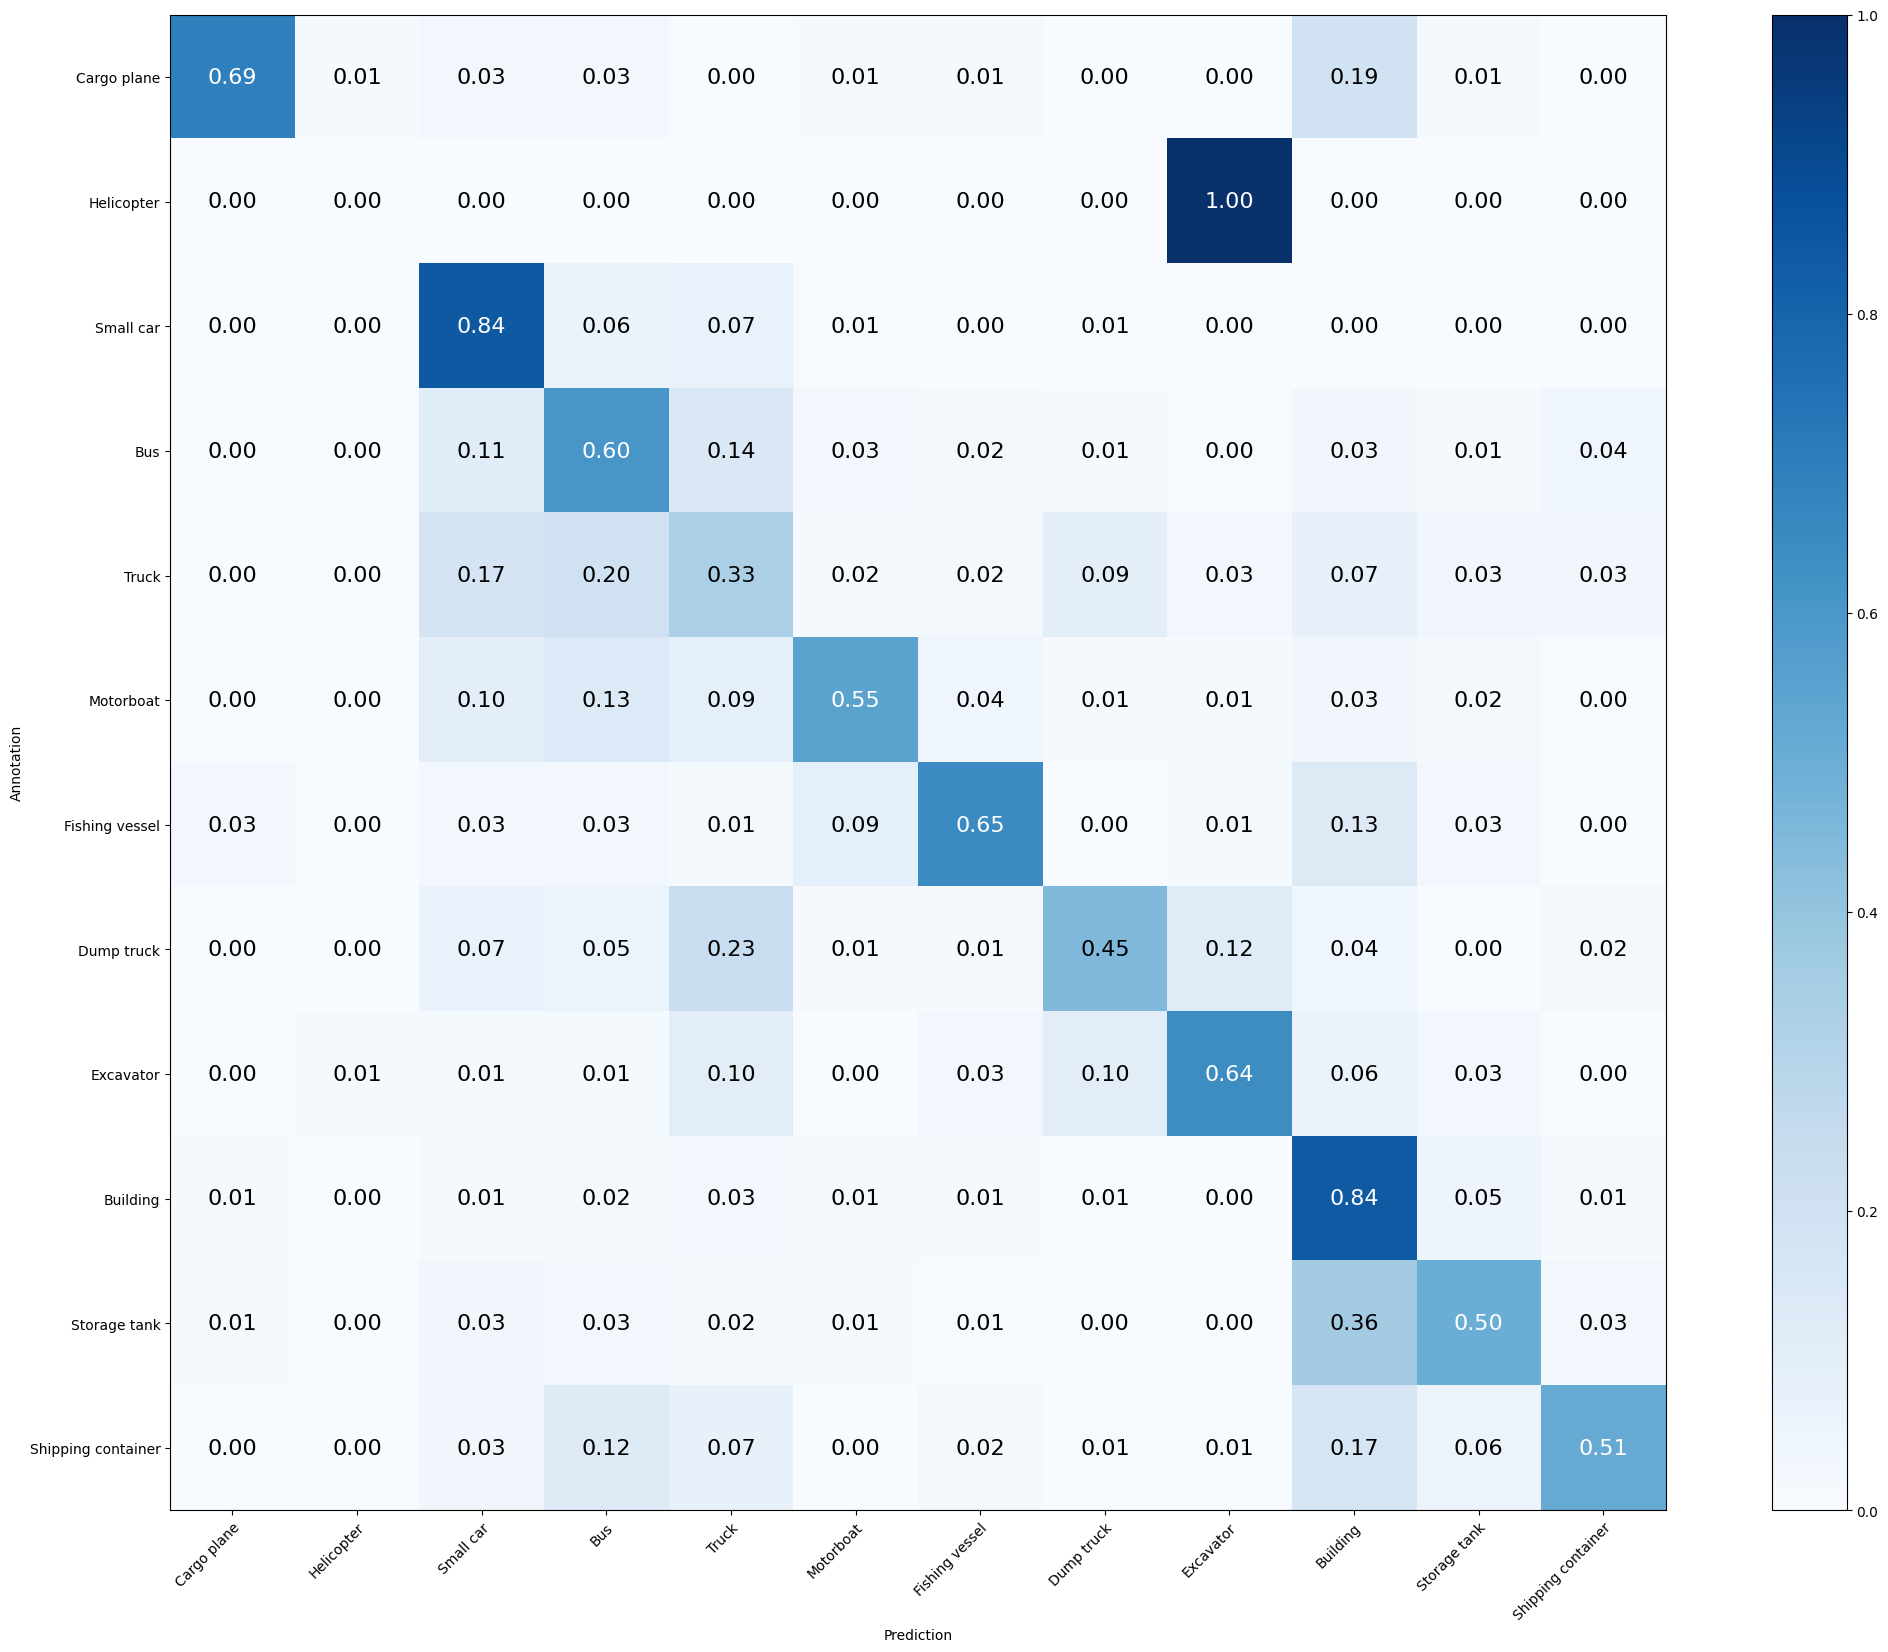 Cargo plane 0.69 0.01 0.03 0.03 0.00 0.01 0.01 0.00 0.00 0.19 0.01 0.00
Helicopter 0.00 0.00 0.00 0.00 0.00 0.00 0.00 0.00 1.00 0.00 0.00 0.00
Small car 0.00 0.00 0.84 0.06 0.07 0.01 0.00 0.01 0.00 0.00 0.00 0.00
Bus 0.00 0.00 0.11 0.60 0.14 0.03 0.02 0.01 0.00 0.03 0.01 0.04
Truck 0.00 0.00 0.17 0.20 0.33 0.02 0.02 0.09 0.03 0.07 0.03 0.03
Motorboat 0.00 0.00 0.10 0.13 0.09 0.55 0.04 0.01 0.01 0.03 0.02 0.00
Fishing vessel 0.03 0.00 0.03 0.03 0.01 0.09 0.65 0.00 0.01 0.13 0.03 0.00
Dump truck 0.00 0.00 0.07 0.05 0.23 0.01 0.01 0.45 0.12 0.04 0.00 0.02
Excavator 0.00 0.01 0.01 0.01 0.10 0.00 0.03 0.10 0.64 0.06 0.03 0.00
Building 0.01 0.00 0.01 0.02 0.03 0.01 0.01 0.01 0.00 0.84 0.05 0.01
Storage tank 0.01 0.00 0.03 0.03 0.02 0.01 0.01 0.00 0.00 0.36 0.50 0.03
Shipping container 0.00 0.00 0.03 0.12 0.07 0.00 0.02 0.01 0.01 0.17 0.06 0.51
Cargo plane Helicopter Small car Bus Truck Motorboat Fishing vessel Dump truck Excavator Building Storage tank Shipping container
Prediction
Annotation
1.0
0.8
0.6
0.4
0.2
0.0